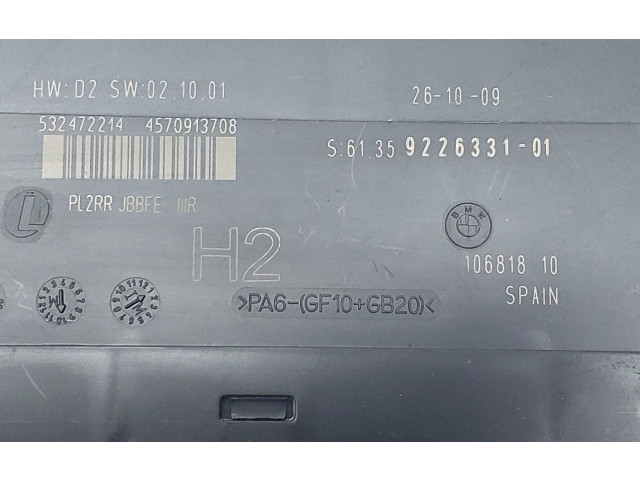 HW:D2 SW:02.10.01
26-10-09
532472214 4570913708
S:61.35 9226331-01
PL2RR JBBFE IIIR
L
BMW
H2
106818 10
>PA6-(GF10+GB20)<
SPAIN